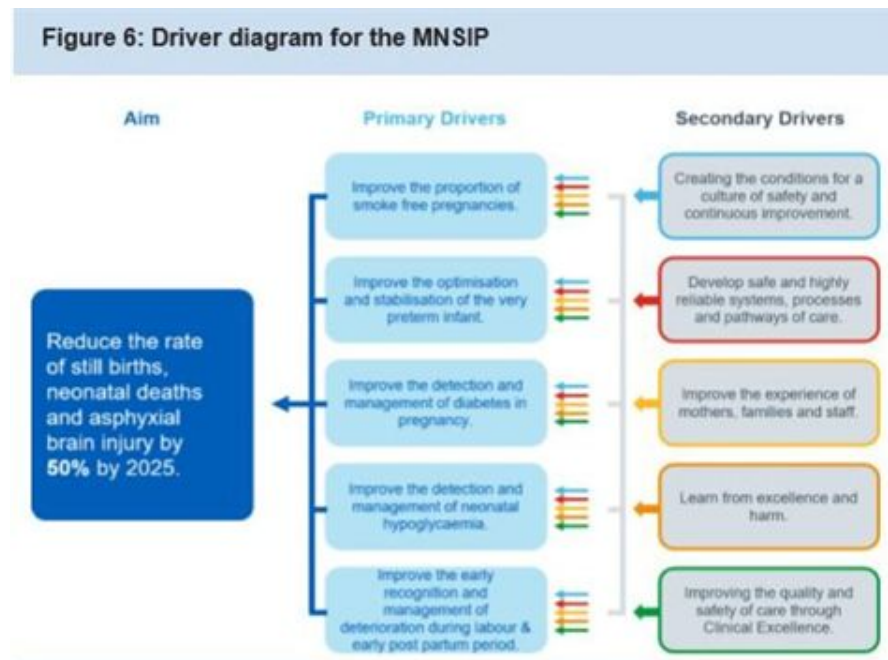 Figure 6: Driver diagram for the MNSIP
Aim
Primary Drivers
Secondary Drivers
Reduce the rate
of still births,
neonatal deaths
and asphyxial
brain injury by
50% by 2025.
Improve the proportion of
smoke free pregnancies.
Improve the optimisation
and stabilisation of the very
preterm infant.
Improve the detection and
management of diabetes in
pregnancy.
Improve the detection and
management of neonatal
hypoglycaemia.
Improve the early
recognition and
management of
deterioration during labour &
early post partum period.
Creating the conditions for a
culture of safety and
continuous improvement.
Develop safe and highly
reliable systems, processes
and pathways of care.
Improve the experience of
mothers, families and staff.
Learn from excellence and
harm.
Improving the quality and
safety of care through
Clinical Excellence.